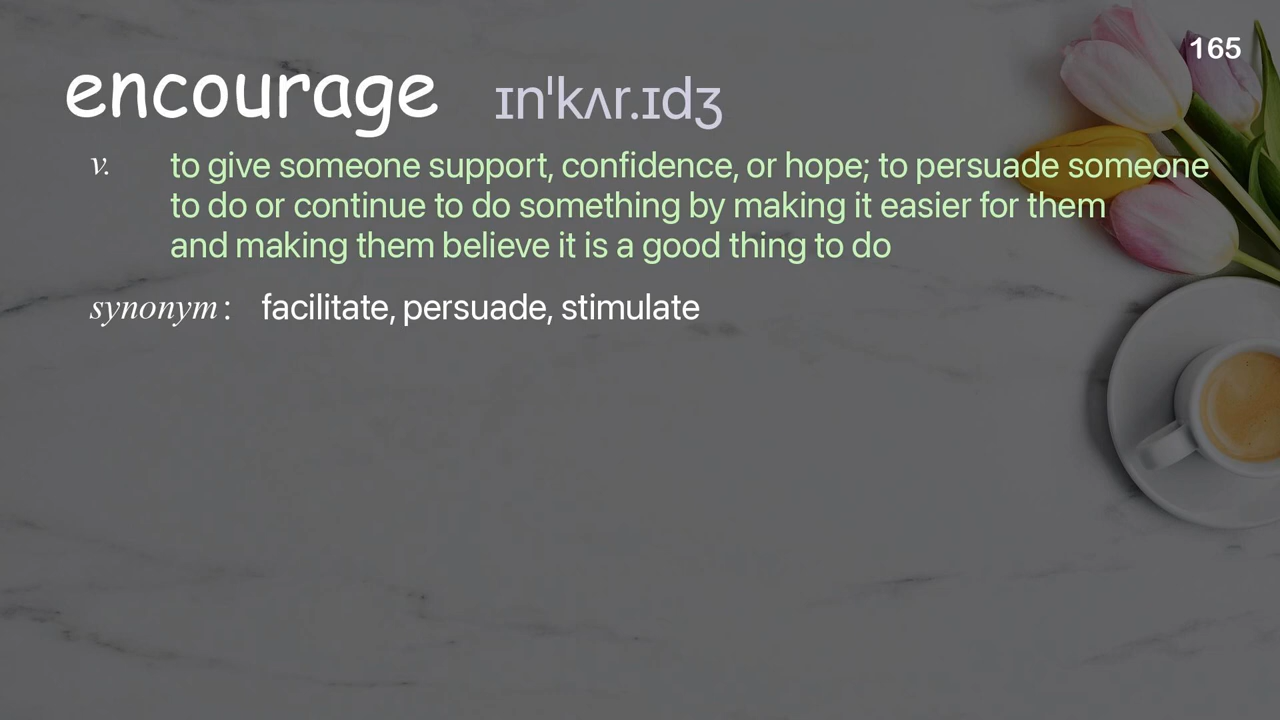 165
encourage ɪnˈkʌr.ɪdʒ
v. to give someone support, confidence, or hope; to persuade someone
to do or continue to do something by making it easier for them
and making them believe it is a good thing to do
synonym : facilitate, persuade, stimulate